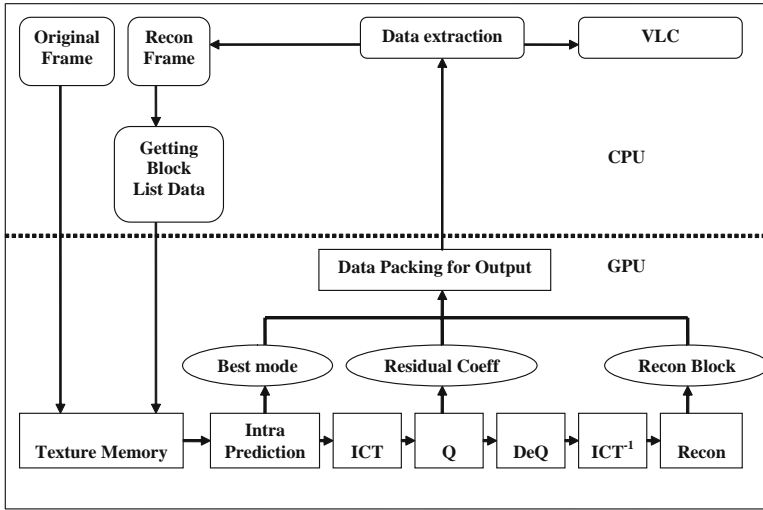 Original
Frame
Recon
Frame
Data extraction
VLC
Getting
Block
List Data
CPU
GPU
Data Packing for Output
Best mode
Residual Coeff
Recon Block
Texture Memory
Intra
Prediction
ICT
Q
DeQ
ICT⁻¹
Recon